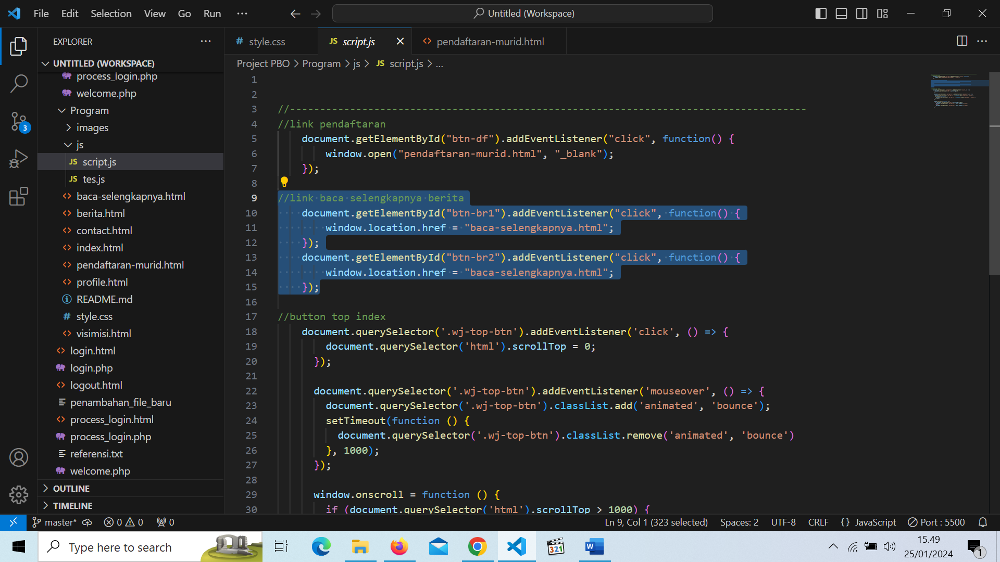 File Edit Selection View Go Run ···
Untitled (Workspace)
EXPLORER ···
UNTITLED (WORKSPACE)
process_login.php
welcome.php
Program
images
js
JS script.js
JS tes.js
<> baca-selengkapnya.html
<> berita.html
<> contact.html
<> index.html
<> pendaftaran-murid.html
<> profile.html
README.md
# style.css
<> visimisi.html
<> login.html
login.php
<> logout.html
penambahan_file_baru
<> process_login.html
process_login.php
referensi.txt
welcome.php
OUTLINE
TIMELINE
3
# style.css
JS script.js
<> pendaftaran-murid.html
Project PBO > Program > js > JS script.js > ...
1
2
3 //--------------------------------------------------------------------------------------
4 //link pendaftaran
5 document.getElementById("btn-df").addEventListener("click", function() {
6 window.open("pendaftaran-murid.html", "_blank");
7 });
8
9 //link baca selengkapnya berita
10 document.getElementById("btn-br1").addEventListener("click", function() {
11 window.location.href = "baca-selengkapnya.html";
12 });
13 document.getElementById("btn-br2").addEventListener("click", function() {
14 window.location.href = "baca-selengkapnya.html";
15 });
16
17 //button top index
18 document.querySelector('.wj-top-btn').addEventListener('click', () => {
19 document.querySelector('html').scrollTop = 0;
20 });
21
22 document.querySelector('.wj-top-btn').addEventListener('mouseover', () => {
23 document.querySelector('.wj-top-btn').classList.add('animated', 'bounce');
24 setTimeout(function () {
25 document.querySelector('.wj-top-btn').classList.remove('animated', 'bounce')
26 }, 1000);
27 });
28
29 window.onscroll = function () {
30 if (document.querySelector('html').scrollTop > 1000) {
master* 0 0 0
Ln 9, Col 1 (323 selected) Spaces: 2 UTF-8 CRLF {} JavaScript Port : 5500
Type here to search
321
W
15.49
25/01/2024
1